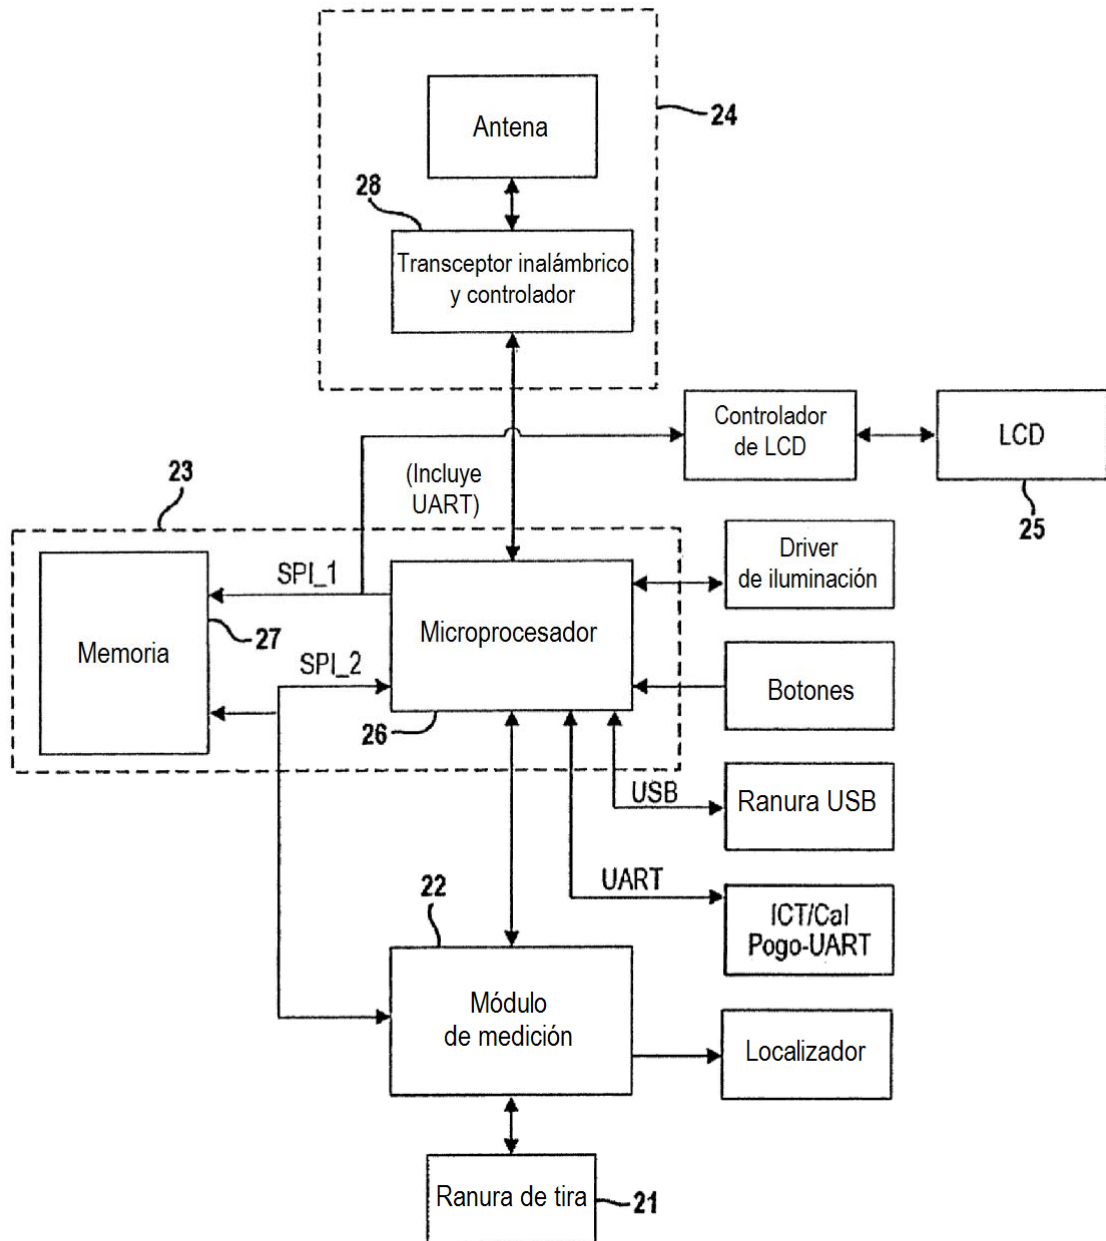 Antena
24
28
Transceptor inalámbrico
y controlador
Controlador
de LCD
LCD
25
(Incluye
UART)
23
SPI_1
Memoria
27
SPI_2
Microprocesador
26
Driver
de iluminación
Botones
USB
Ranura USB
UART
ICT/Cal
Pogo-UART
22
Módulo
de medición
Localizador
Ranura de tira
21